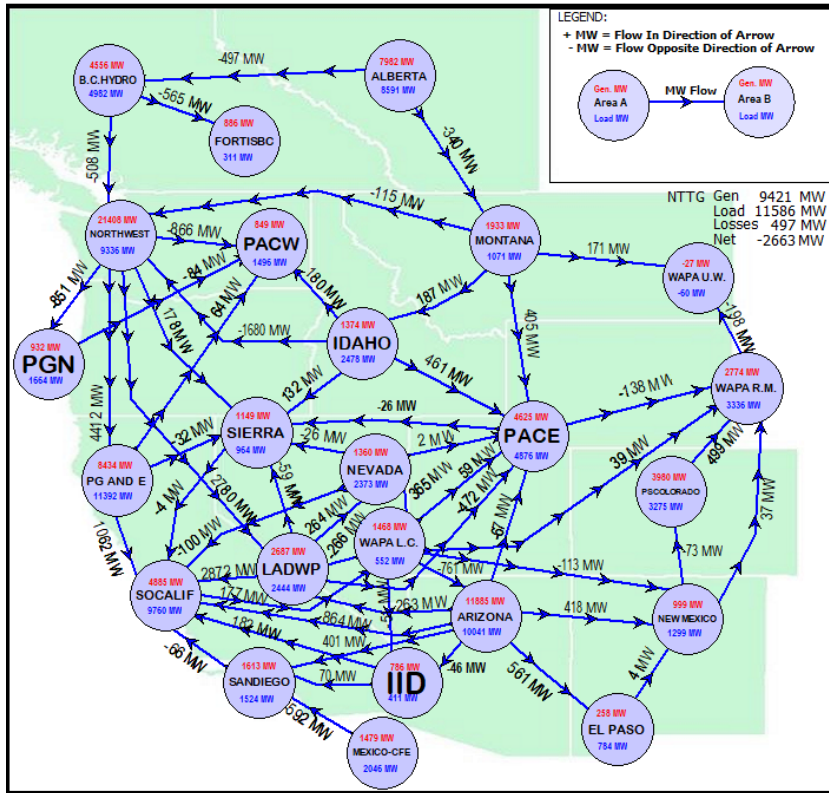 LEGEND:
+ MW = Flow In Direction of Arrow
- MW = Flow Opposite Direction of Arrow
Gen. MW
Area A
Load MW
MW Flow
Gen. MW
Area B
Load MW
NTTG Gen 9421 MW
Load 11586 MW
Losses 497 MW
Net -2663 MW
4556 MW
B.C.HYDRO
4982 MW
-497 MW
7982 MW
ALBERTA
8591 MW
-565 MW
886 MW
FORTISBC
311 MW
-508 MW
-340 MW
-115 MW
21408 MW
NORTHWEST
9336 MW
-866 MW
849 MW
PACW
1496 MW
1933 MW
MONTANA
1071 MW
171 MW
-27 MW
WAPA U.W.
-60 MW
-84 MW
-851 MW
178 MW
64 MW
180 MW
187 MW
405 MW
-198 MW
932 MW
PGN
1664 MW
-1680 MW
1374 MW
IDAHO
2478 MW
461 MW
132 MW
2774 MW
WAPA R.M.
3336 MW
-138 MW
4412 MW
-32 MW
1149 MW
SIERRA
964 MW
-26 MW
-26 MW
2 MW
4625 MW
PACE
4876 MW
39 MW
499 MW
8434 MW
PG AND E
11392 MW
-4 MW
2780 MW
-59 MW
1360 MW
NEVADA
2373 MW
365 MW
59 MW
-472 MW
3980 MW
PSCOLORADO
3275 MW
37 MW
1062 MW
-100 MW
264 MW
-266 MW
1468 MW
WAPA L.C.
552 MW
-67 MW
-73 MW
4885 MW
SOCALIF
9760 MW
2872 MW
2687 MW
LADWP
2444 MW
-761 MW
-113 MW
177 MW
-864 MW
263 MW
11885 MW
ARIZONA
10041 MW
418 MW
999 MW
NEW MEXICO
1299 MW
182 MW
401 MW
-66 MW
1613 MW
SANDIEGO
1524 MW
70 MW
786 MW
IID
411 MW
-46 MW
561 MW
4 MW
258 MW
EL PASO
784 MW
-592 MW
1479 MW
MEXICO-CFE
2046 MW